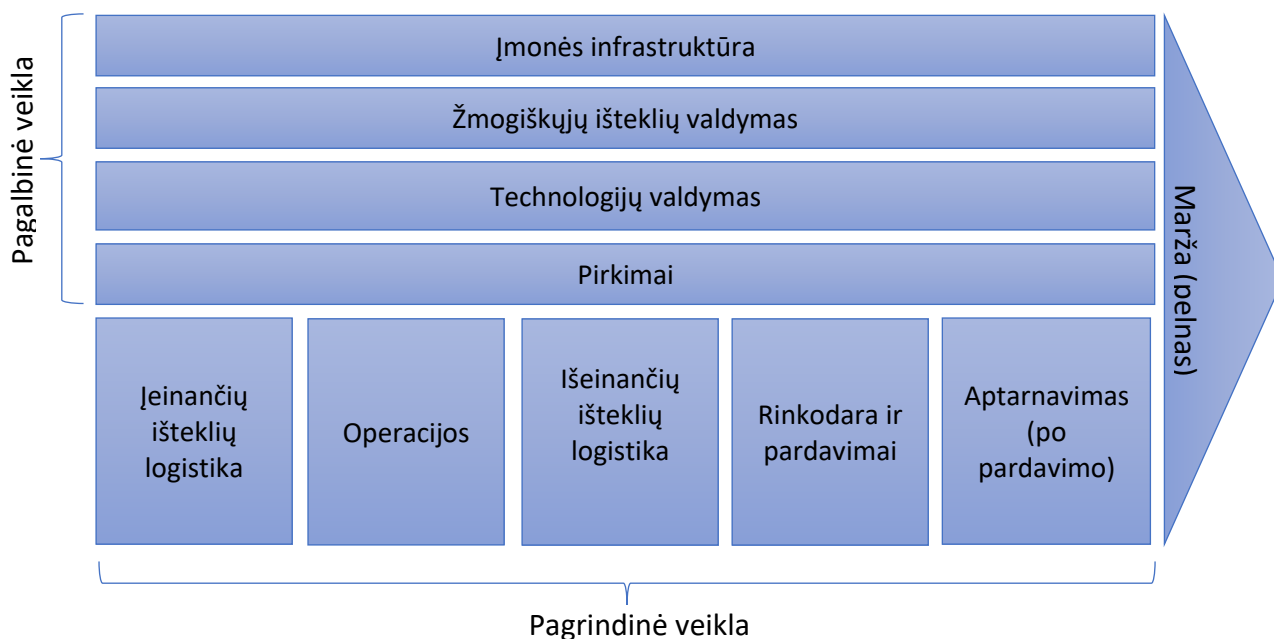 Pagalbinė veikla
Įmonės infrastruktūra
Žmogiškųjų išteklių valdymas
Technologijų valdymas
Pirkimai
Įeinančių
išteklių
logistika
Operacijos
Išeinančių
išteklių
logistika
Rinkodara ir
pardavimai
Aptarnavimas
(po
pardavimo)
Marža (pelnas)
Pagrindinė veikla